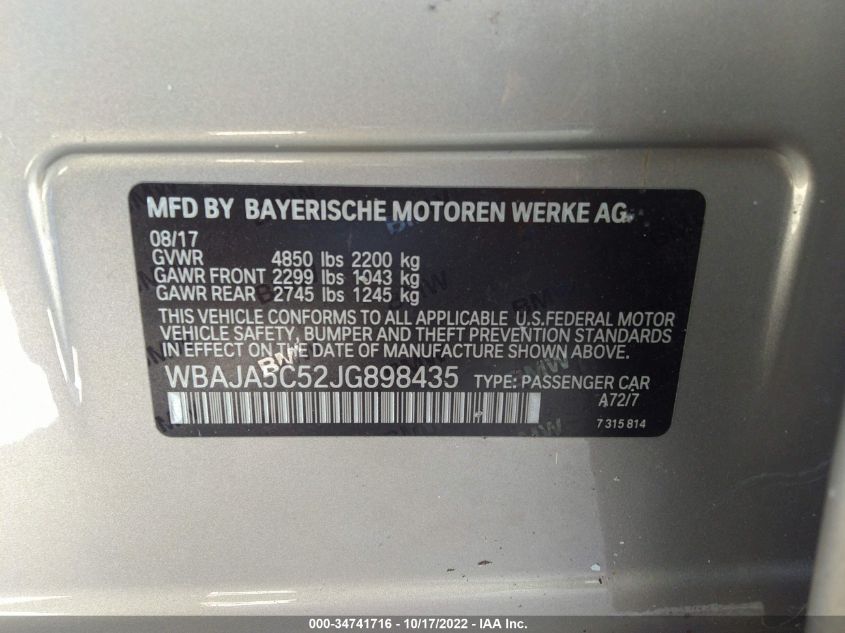 MFD BY BAYERISCHE MOTOREN WERKE AG.
08/17
GVWR 4850 lbs 2200 kg
GAWR FRONT 2299 lbs 1043 kg
GAWR REAR 2745 lbs 1245 kg
THIS VEHICLE CONFORMS TO ALL APPLICABLE U.S.FEDERAL MOTOR
VEHICLE SAFETY, BUMPER AND THEFT PREVENTION STANDARDS
IN EFFECT ON THE DATE OF MANUFACTURE SHOWN ABOVE.
WBAJA5C52JG898435 TYPE: PASSENGER CAR
A72/7
7 315 814
000-34741716 - 10/17/2022 - IAA Inc.